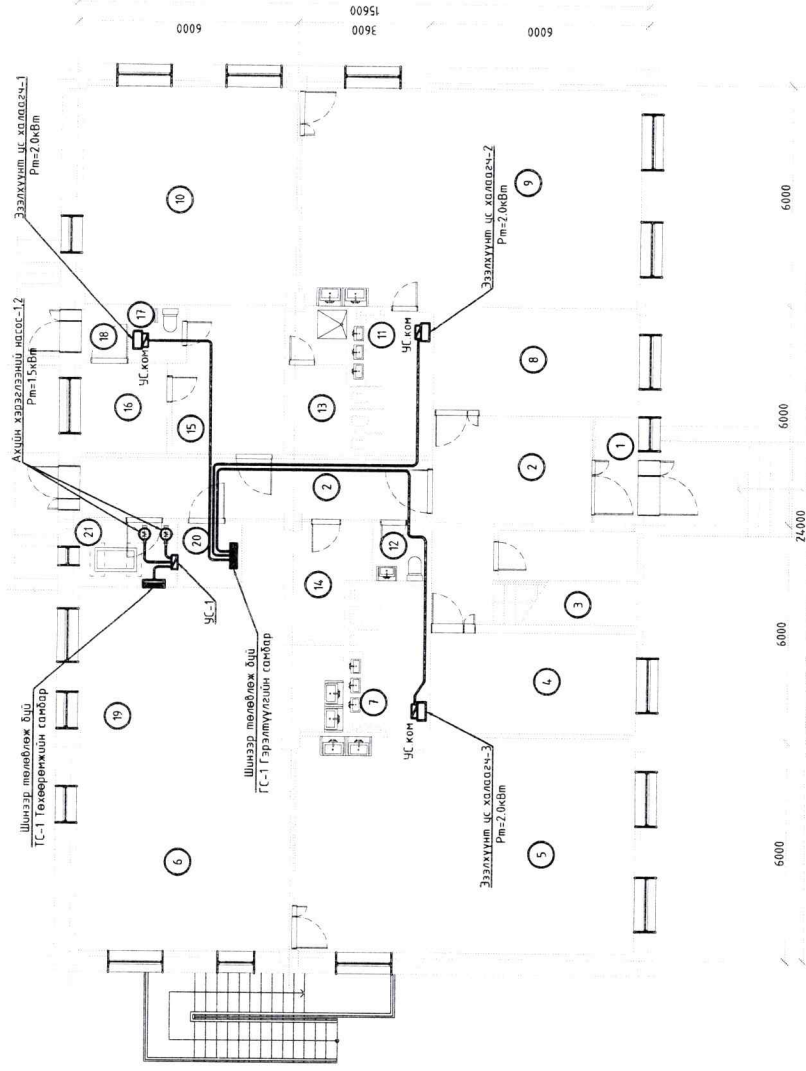 Шинээр төлөвлөж буй
ТС-1 Төхөөрөмжийн самбар
Ахуйн хэрэглээний насос-1,2
Pm=1.5кВт
Эзэлхүүнт ус халаагч-1
Pm=2.0кВт
19
21
16
18
17
10
6
УС-1
20
15
УС.ком
Шинээр төлөвлөж буй
ГС-1 Гэрэлтүүлгийн самбар
14
2
13
11
7
12
УС.ком
УС.ком
Эзэлхүүнт ус халаагч-3
Pm=2.0кВт
Эзэлхүүнт ус халаагч-2
Pm=2.0кВт
5
4
3
2
8
9
1
6000
3600
6000
15600
6000
6000
6000
6000
24000